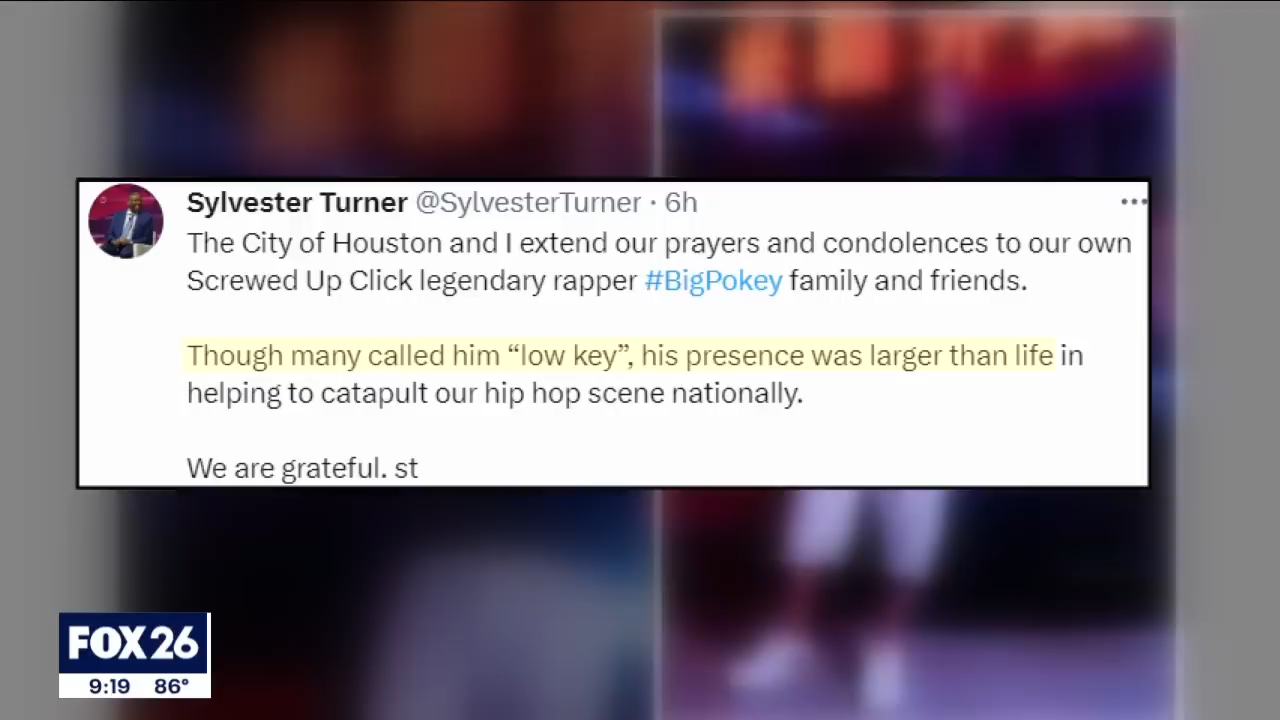 Sylvester Turner @SylvesterTurner · 6h
The City of Houston and I extend our prayers and condolences to our own
Screwed Up Click legendary rapper #BigPokey family and friends.
Though many called him “low key”, his presence was larger than life in
helping to catapult our hip hop scene nationally.
We are grateful. st
FOX 26
9:19 86°